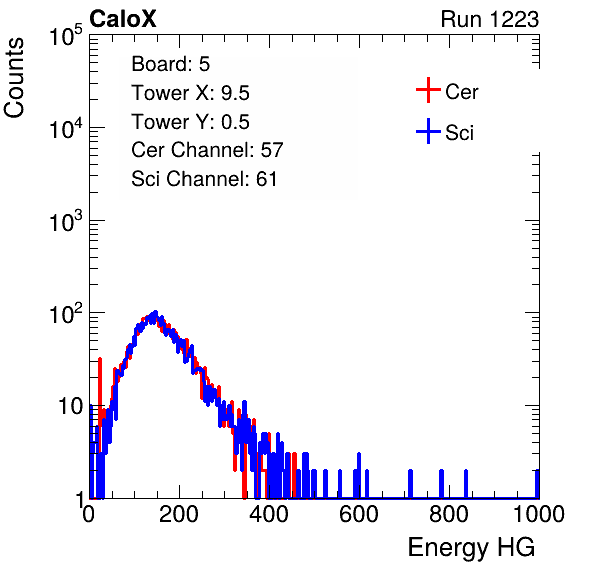 CaloX Run 1223
Counts
10^5
10^4
10^3
10^2
10
1
Board: 5
Tower X: 9.5
Tower Y: 0.5
Cer Channel: 57
Sci Channel: 61
Cer
Sci
0 200 400 600 800 1000
Energy HG